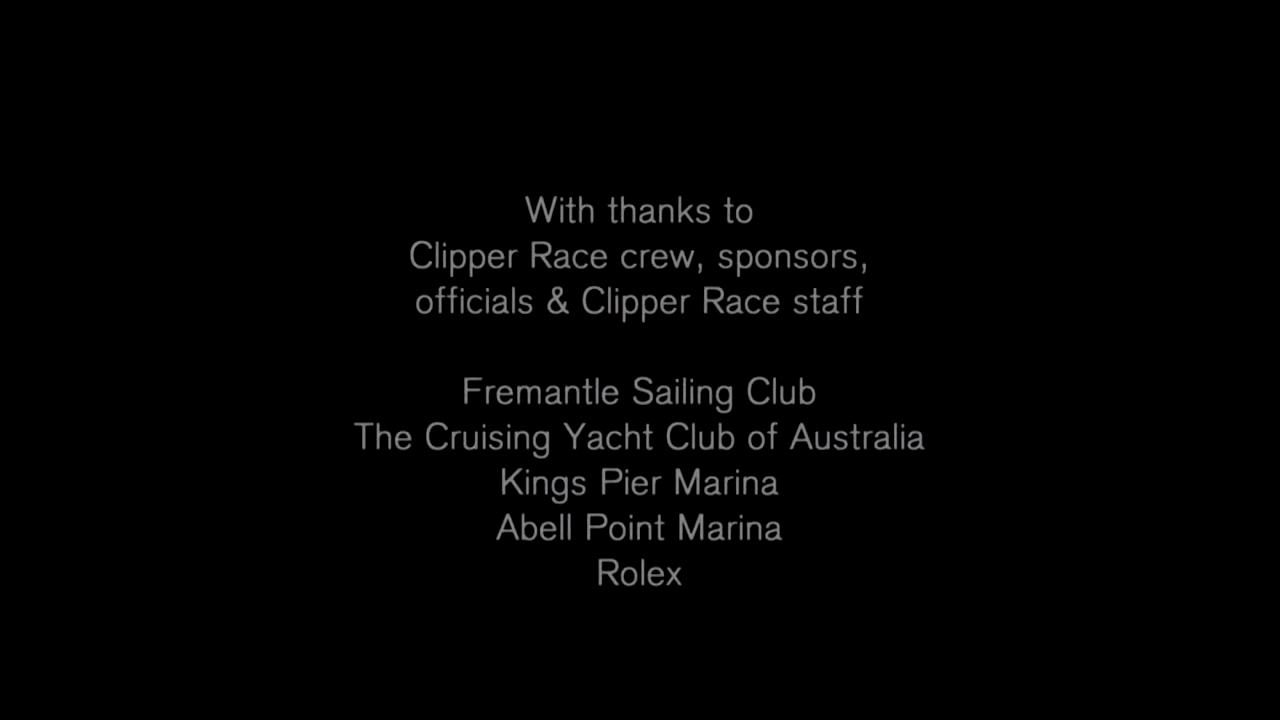 With thanks to
Clipper Race crew, sponsors,
officials & Clipper Race staff
Fremantle Sailing Club
The Cruising Yacht Club of Australia
Kings Pier Marina
Abell Point Marina
Rolex